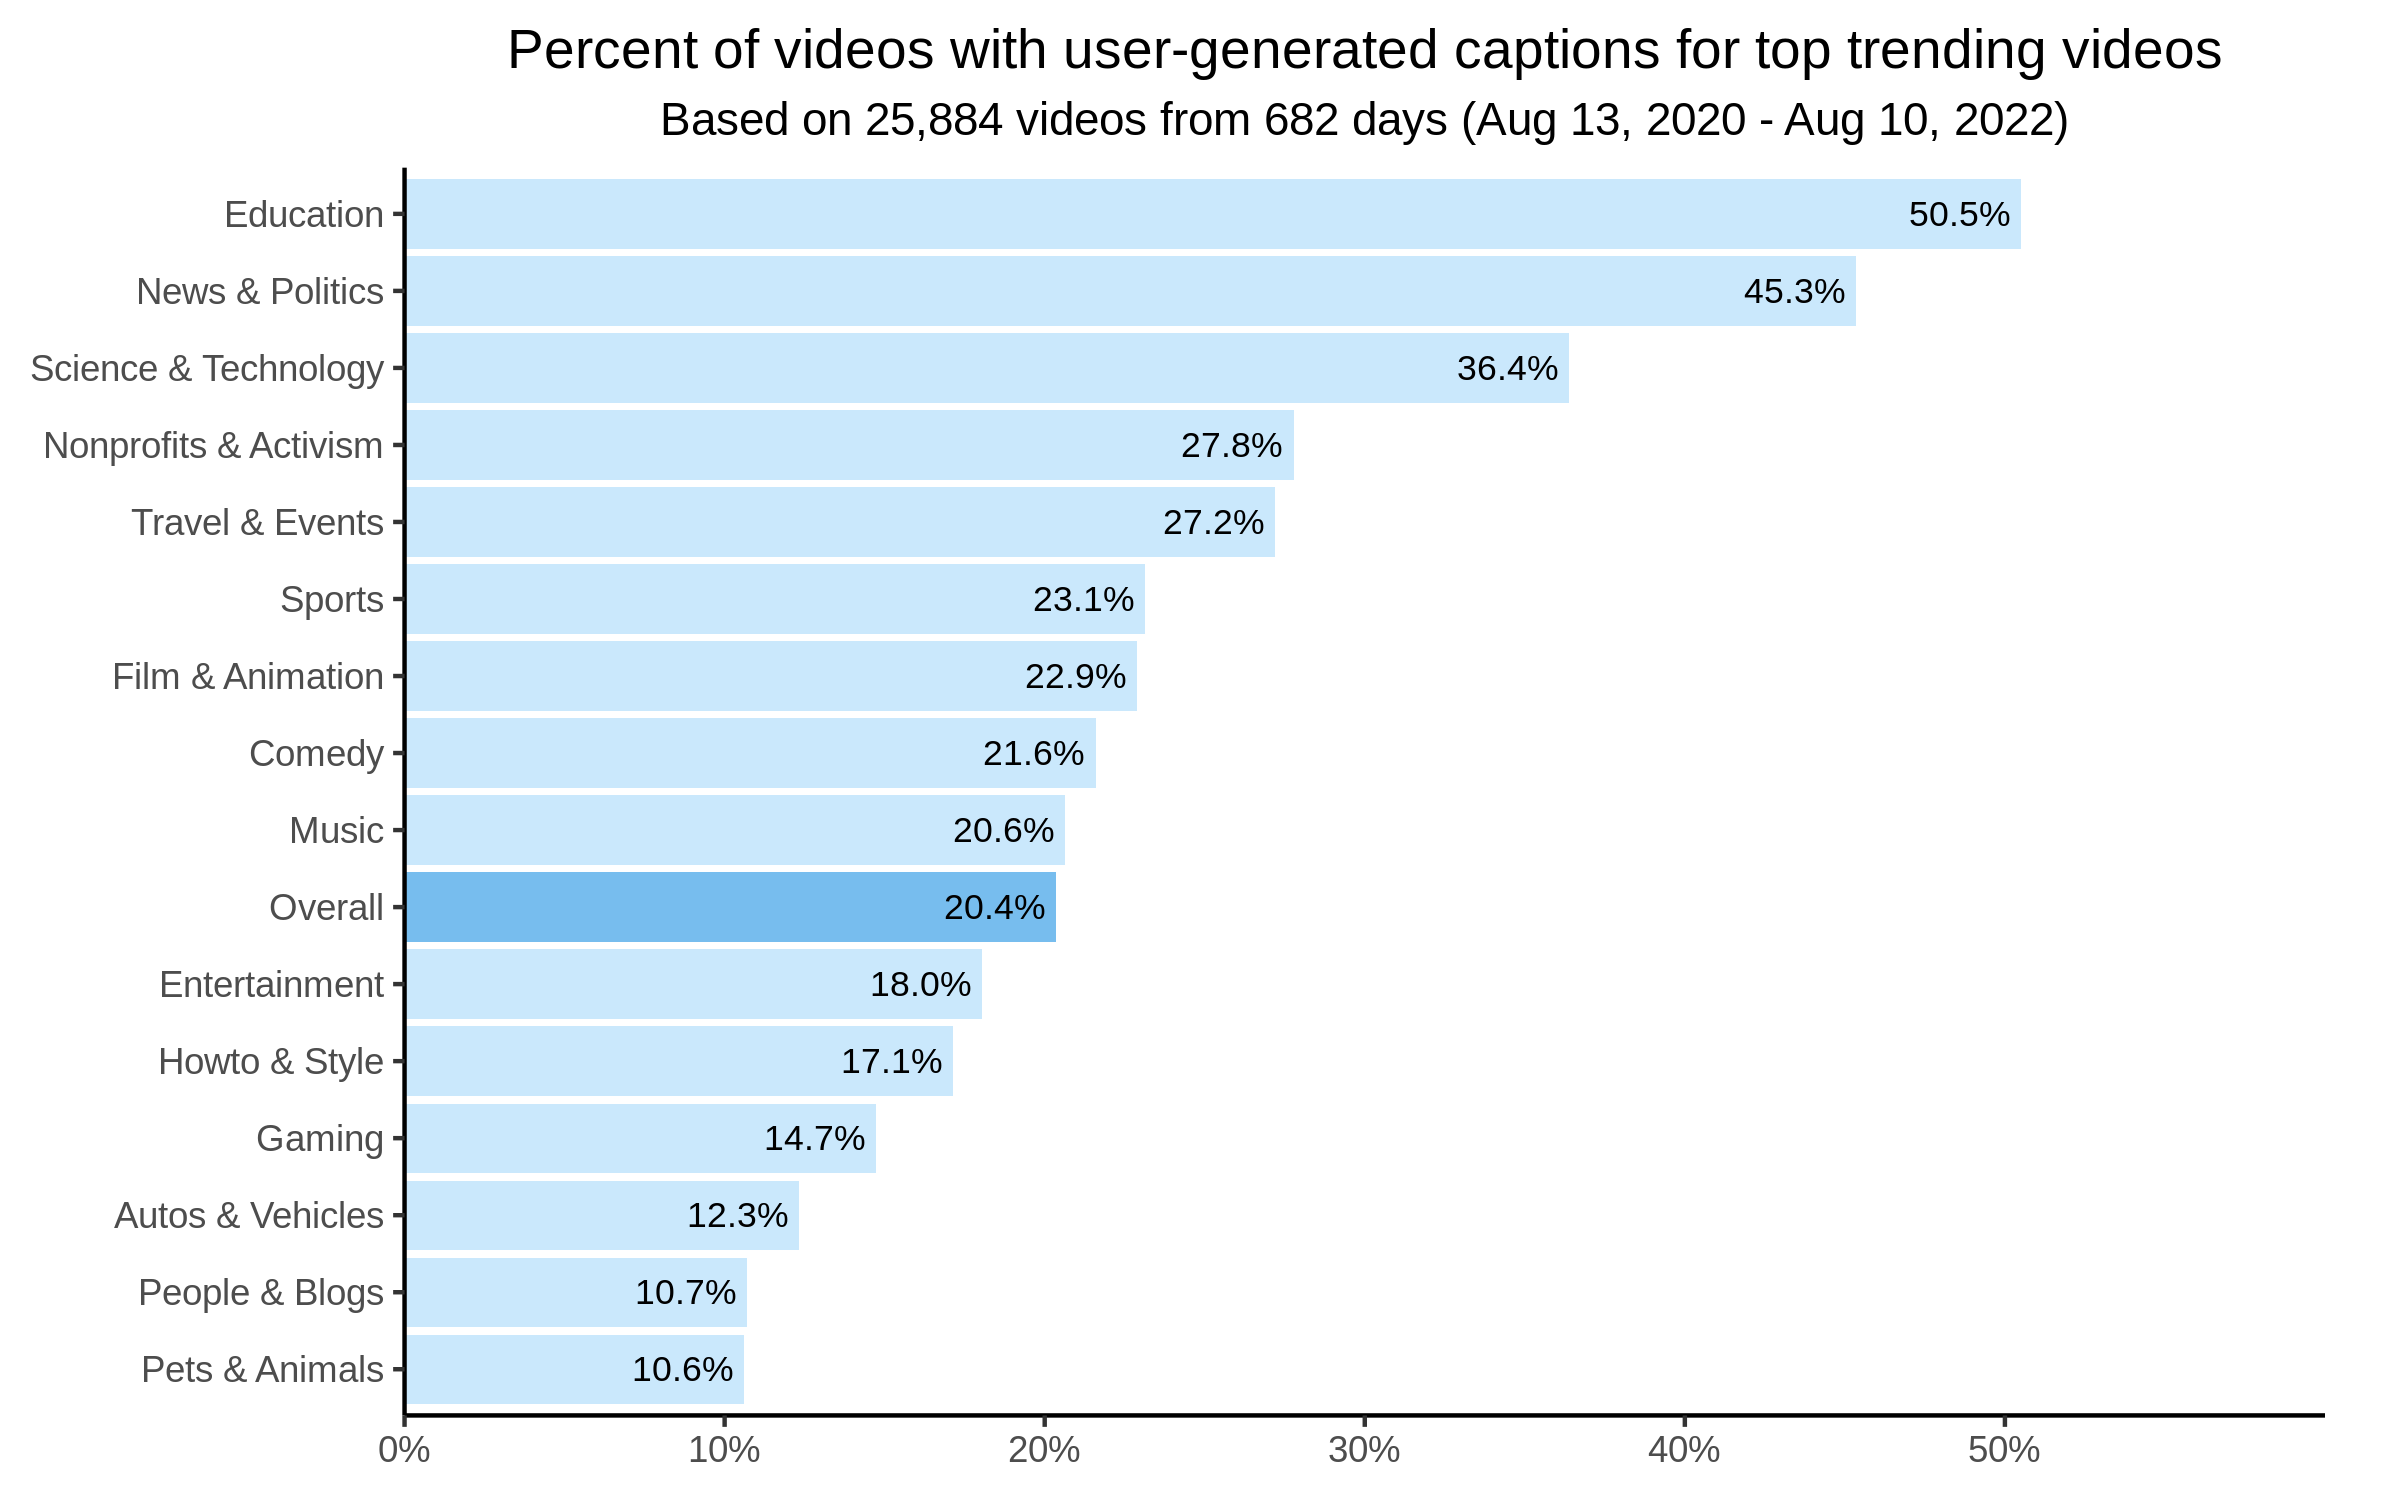 Percent of videos with user-generated captions for top trending videos
Based on 25,884 videos from 682 days (Aug 13, 2020 - Aug 10, 2022)
Education 50.5%
News & Politics 45.3%
Science & Technology 36.4%
Nonprofits & Activism 27.8%
Travel & Events 27.2%
Sports 23.1%
Film & Animation 22.9%
Comedy 21.6%
Music 20.6%
Overall 20.4%
Entertainment 18.0%
Howto & Style 17.1%
Gaming 14.7%
Autos & Vehicles 12.3%
People & Blogs 10.7%
Pets & Animals 10.6%
0% 10% 20% 30% 40% 50%